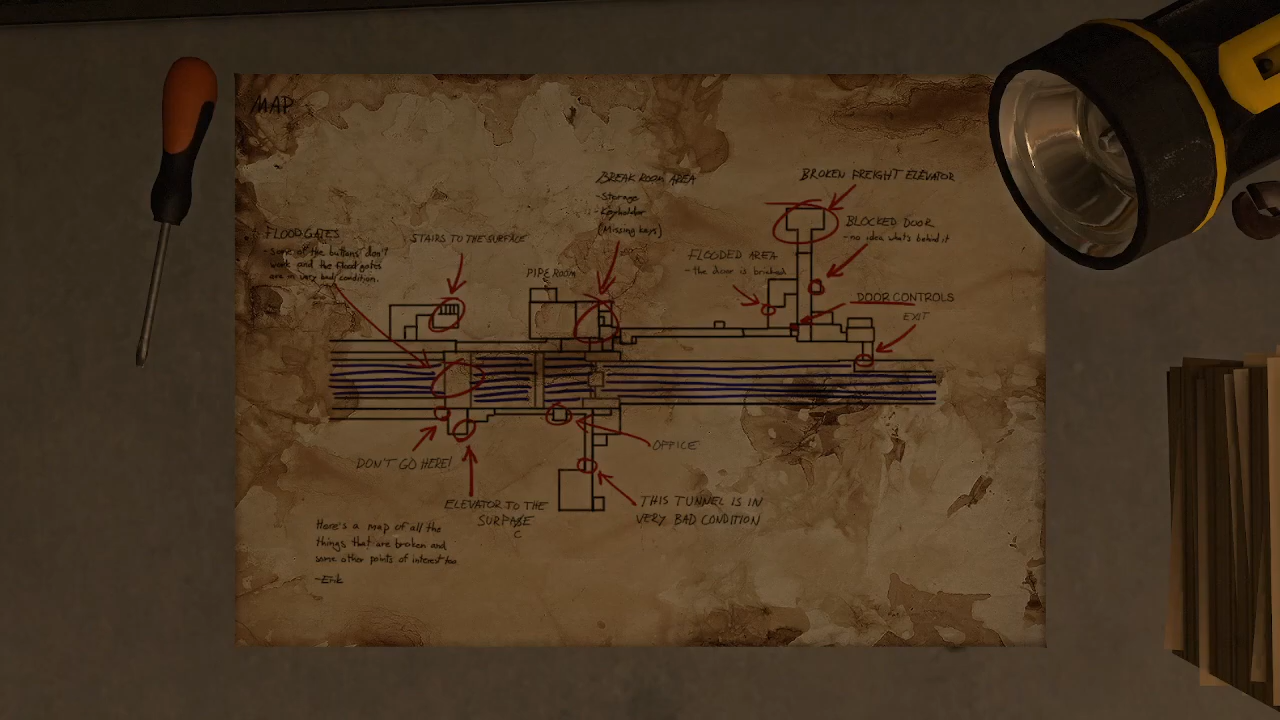 MAP
BREAK ROOM AREA
-Storage
-Keyholder
(Missing keys)
BROKEN FREIGHT ELEVATOR
BLOCKED DOOR
-no idea what's behind it
FLOODGATES
-Some of the buttons don't
work and the flood gates
are in very bad condition.
STAIRS TO THE SURFACE
PIPE ROOM
FLOODED AREA
-the door is bricked
DOOR CONTROLS
EXIT
DON'T GO HERE!
OFFICE
ELEVATOR TO THE
SURFACE
C
THIS TUNNEL IS IN
VERY BAD CONDITION
Here's a map of all the
things that are broken and
some other points of interest too.
-Erik